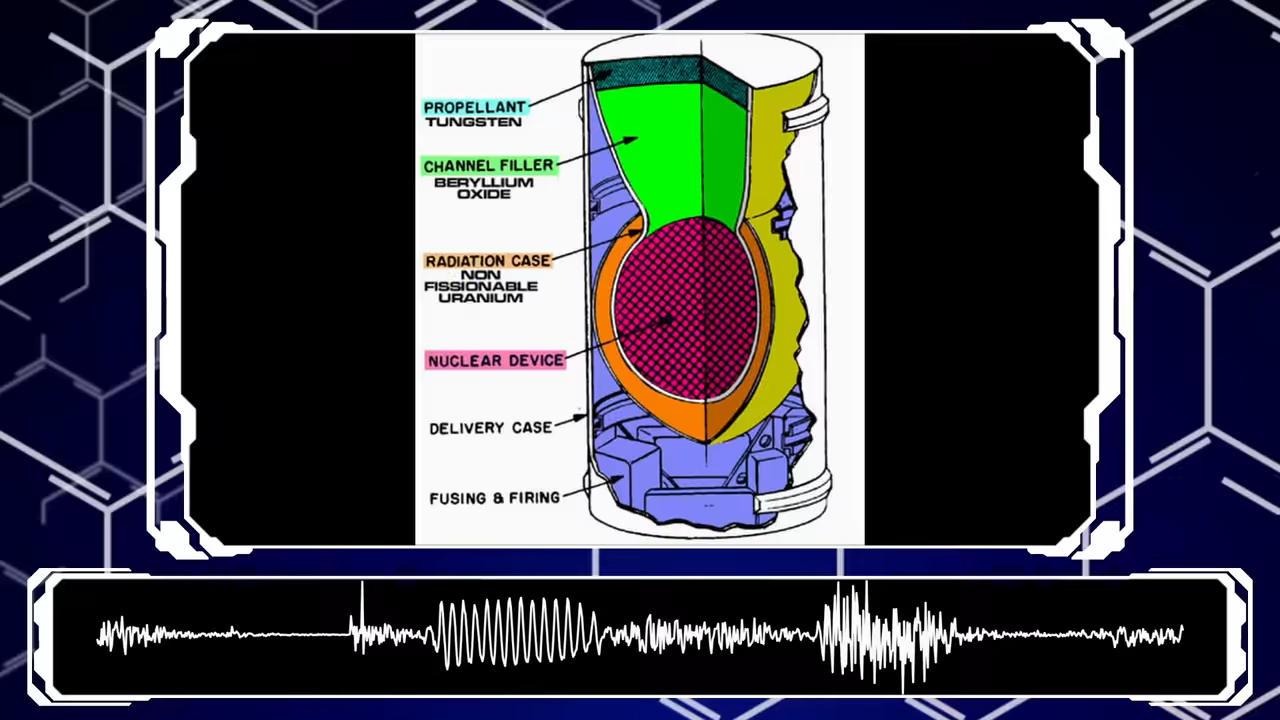 PROPELLANT
TUNGSTEN
CHANNEL FILLER
BERYLLIUM
OXIDE
RADIATION CASE
NON
FISSIONABLE
URANIUM
NUCLEAR DEVICE
DELIVERY CASE
FUSING & FIRING